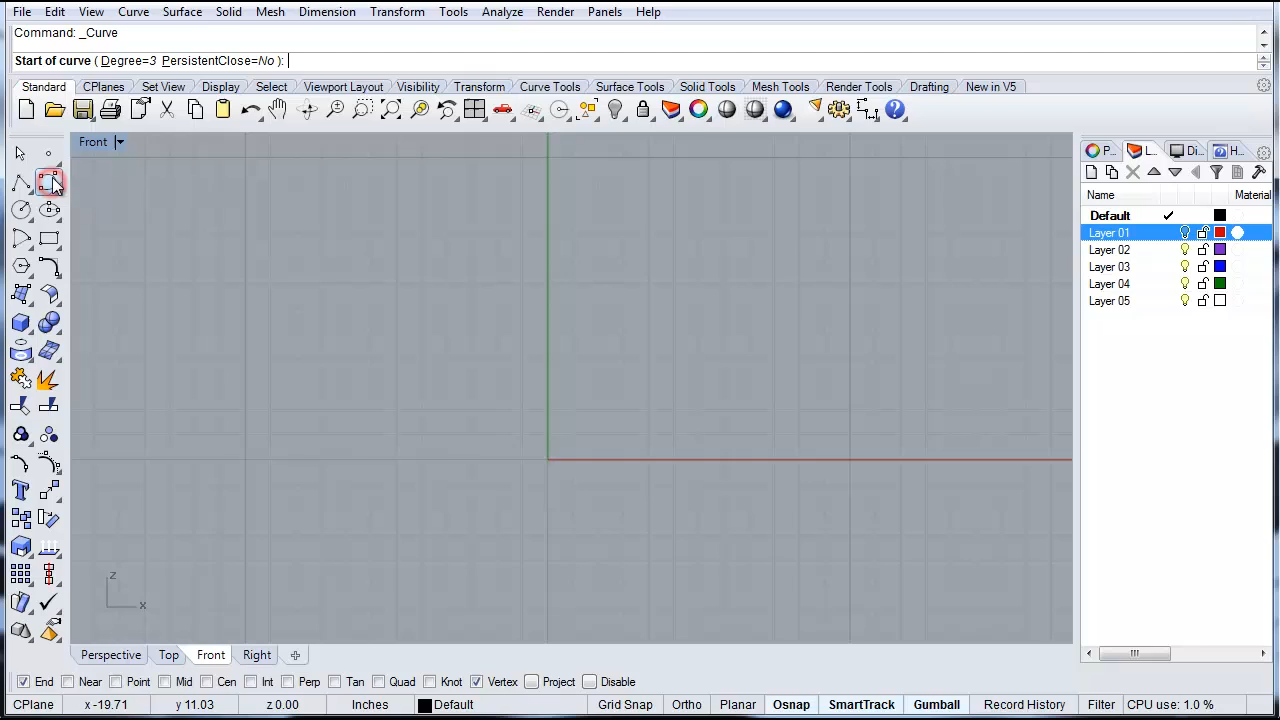 File Edit View Curve Surface Solid Mesh Dimension Transform Tools Analyze Render Panels Help
Command: _Curve
Start of curve ( Degree=3 PersistentClose=No ):
Standard CPlanes Set View Display Select Viewport Layout Visibility Transform Curve Tools Surface Tools Solid Tools Mesh Tools Render Tools Drafting New in V5
Front
P... L... Di... H...
Name Material
Default
Layer 01
Layer 02
Layer 03
Layer 04
Layer 05
z
x
Perspective Top Front Right
End Near Point Mid Cen Int Perp Tan Quad Knot Vertex Project Disable
CPlane x -19.71 y 11.03 z 0.00 Inches Default Grid Snap Ortho Planar Osnap SmartTrack Gumball Record History Filter CPU use: 1.0 %